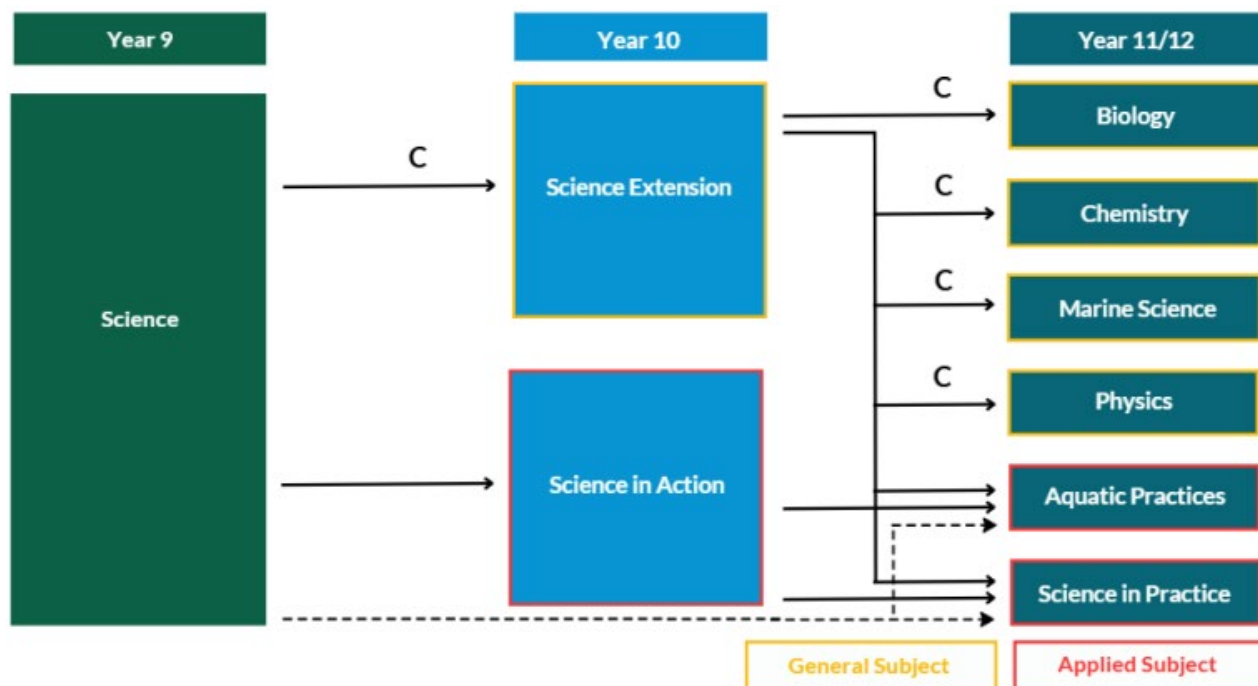 Year 9
Year 10
Year 11/12
Science
C
Science Extension
Science in Action
C
Biology
C
Chemistry
C
Marine Science
C
Physics
Aquatic Practices
Science in Practice
General Subject
Applied Subject